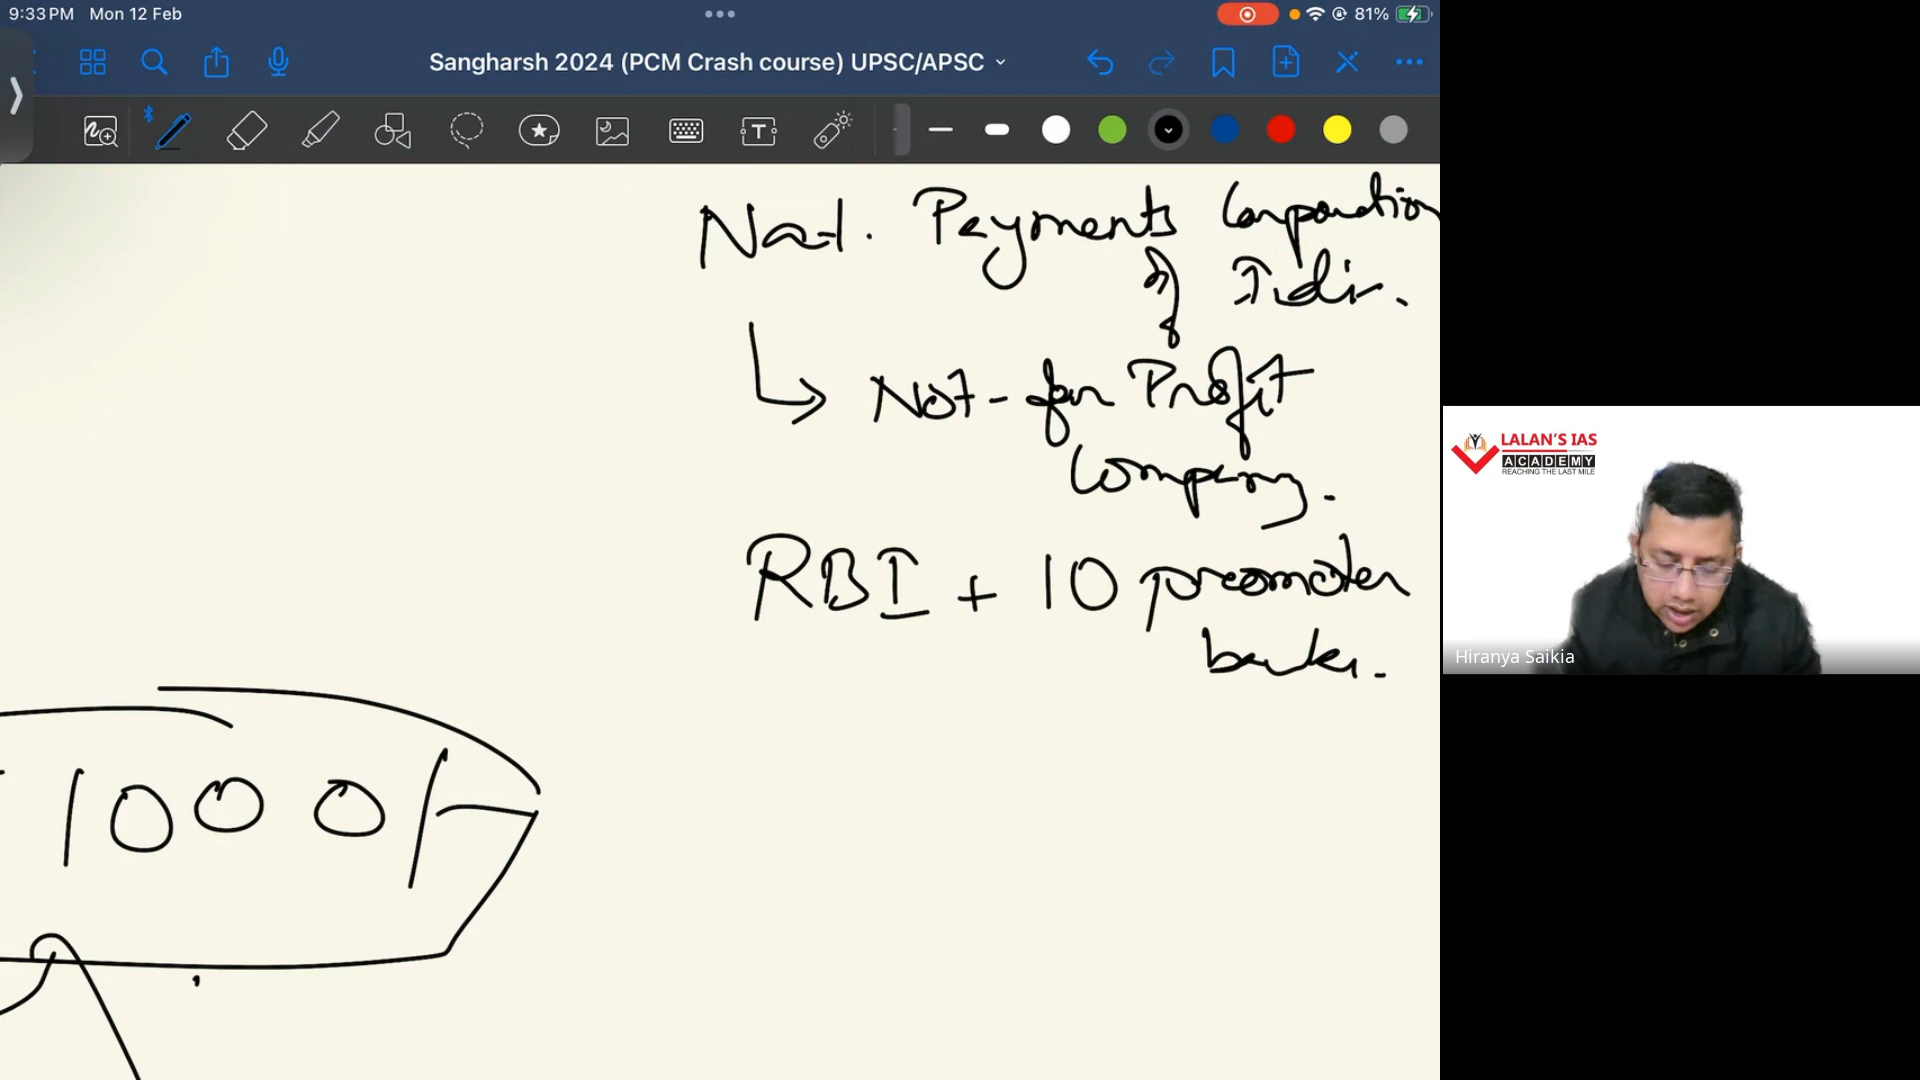 9:33 PM Mon 12 Feb
81%
Sangharsh 2024 (PCM Crash course) UPSC/APSC
T
Nat. Payments Corporation
of India.
Not-for Profit
Company.
RBI + 10 promoter
banks.
1000/-
LALAN'S IAS
ACADEMY
REACHING THE LAST MILE
Hiranya Saikia